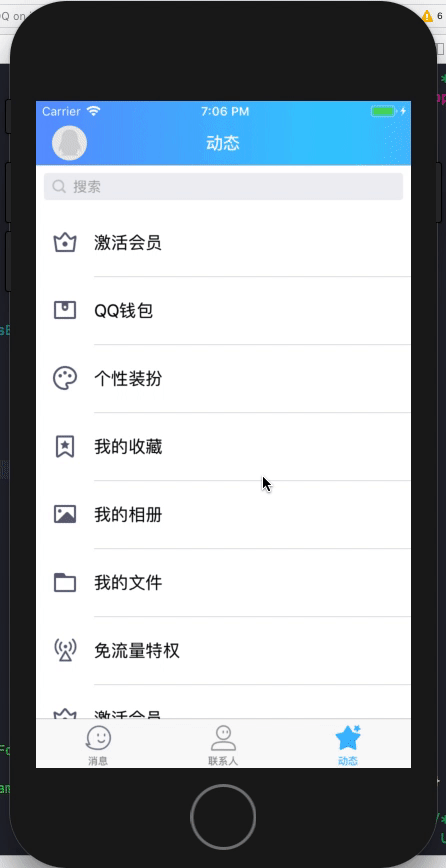 Q on
6
Carrier
7:06 PM
动态
搜索
激活会员
QQ钱包
个性装扮
我的收藏
我的相册
我的文件
免流量特权
激活会员
消息
联系人
动态